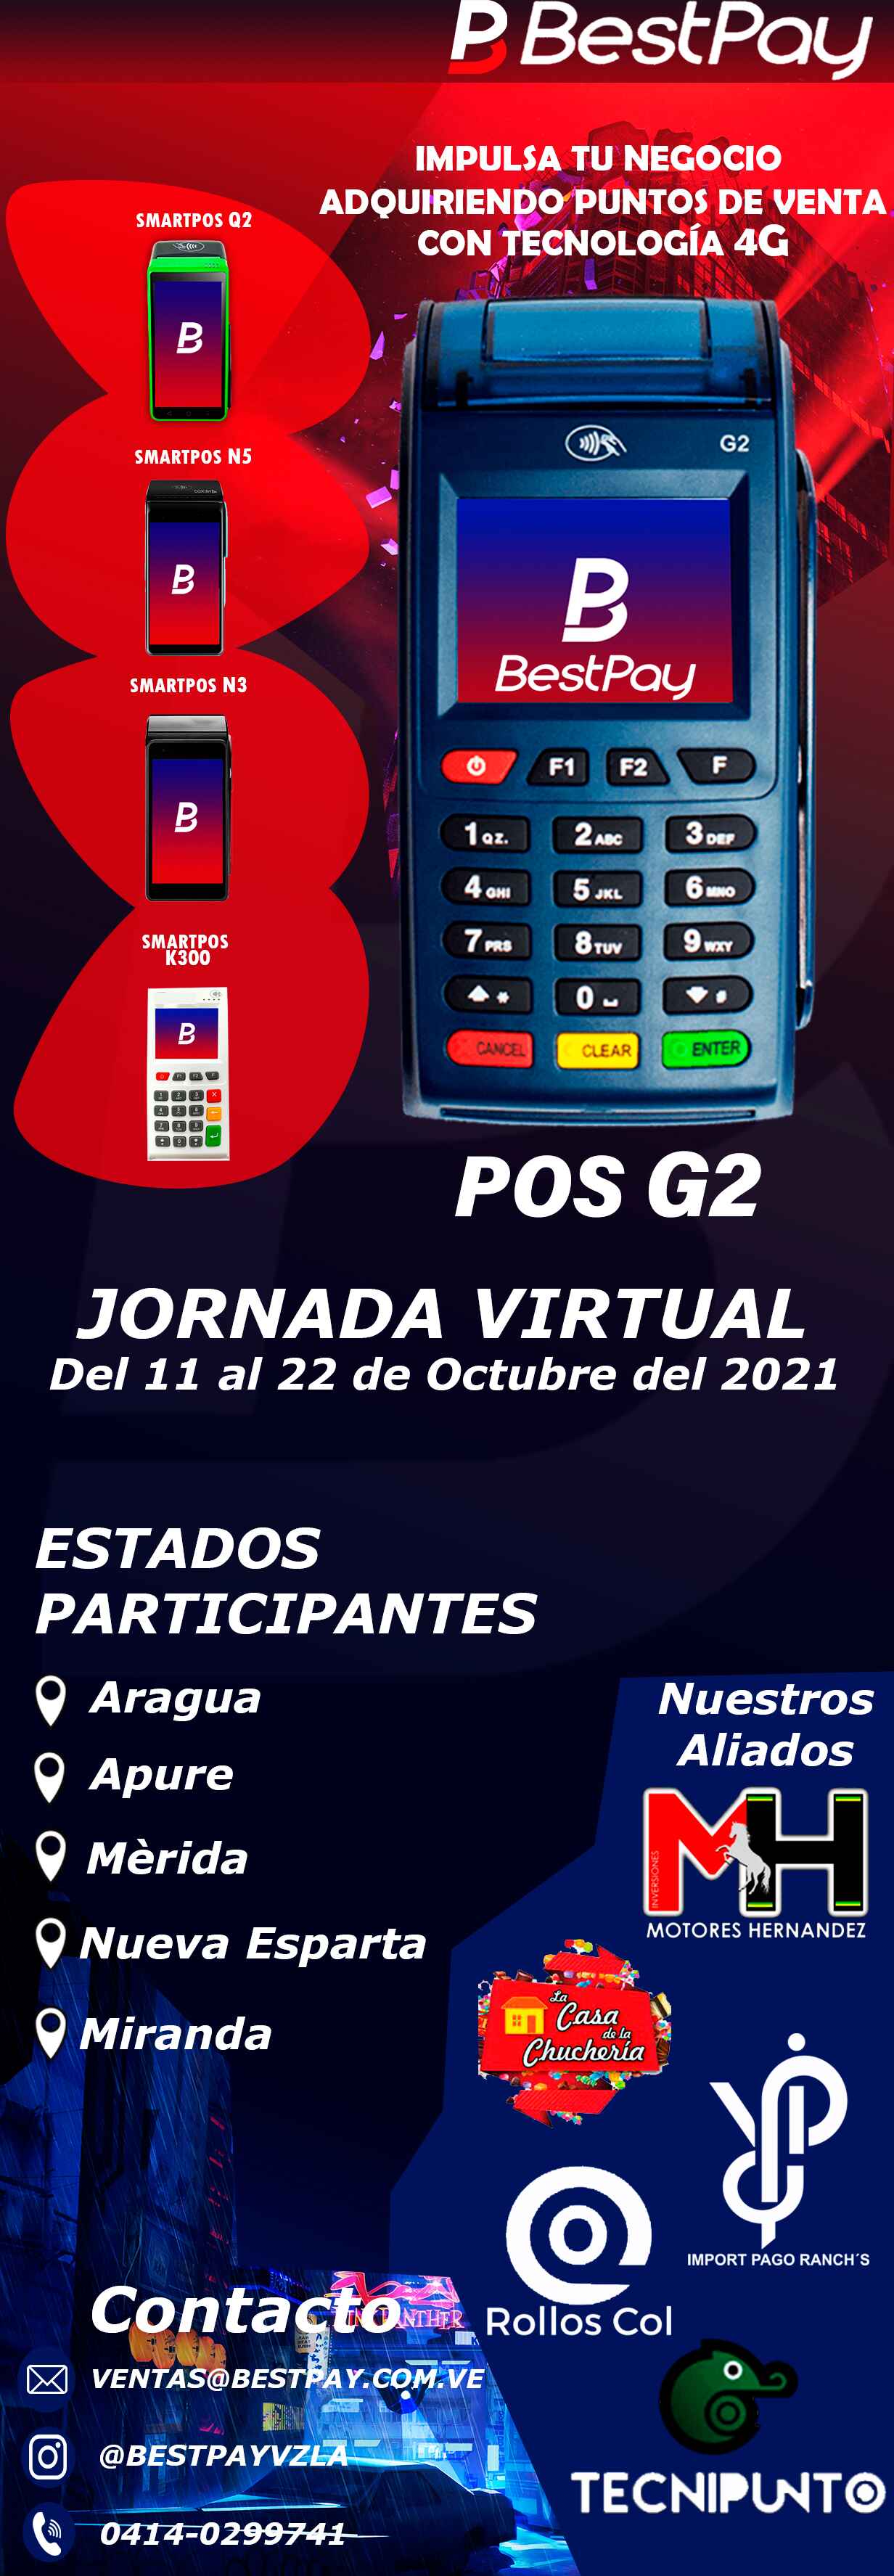 BestPay
IMPULSA TU NEGOCIO
ADQUIRIENDO PUNTOS DE VENTA
CON TECNOLOGÍA 4G
SMARTPOS Q2
SMARTPOS N5
SMARTPOS N3
SMARTPOS
K300
G2
BestPay
F1 F2 F
1 QZ. 2 ABC 3 DEF
4 GHI 5 JKL 6 MNO
7 PRS 8 TUV 9 WXY
* 0 #
CANCEL CLEAR ENTER
POS G2
JORNADA VIRTUAL
Del 11 al 22 de Octubre del 2021
ESTADOS
PARTICIPANTES
Aragua
Apure
Mèrida
Nueva Esparta
Miranda
Nuestros
Aliados
INVERSIONES
MH
MOTORES HERNANDEZ
La
Casa
de la
Chuchería
IMPORT PAGO RANCH´S
Rollos Col
TECNIPUNTO
Contacto
VENTAS@BESTPAY.COM.VE
@BESTPAYVZLA
0414-0299741